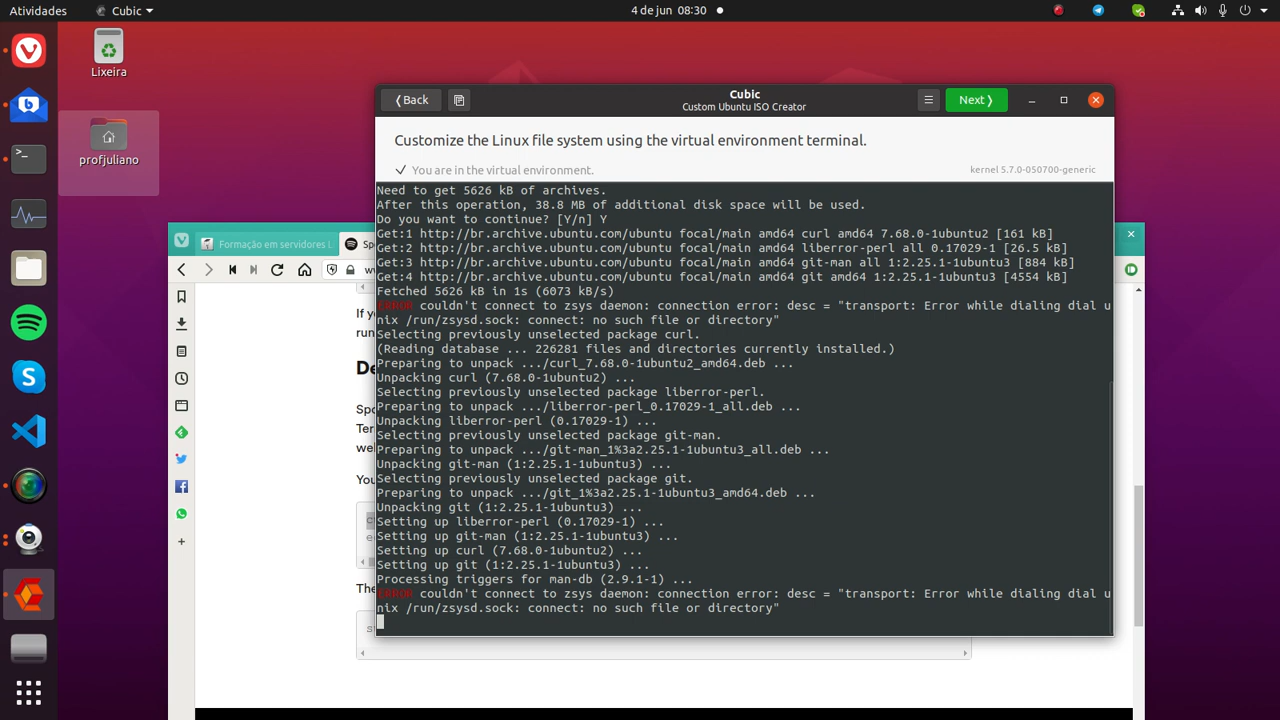 Atividades
Cubic
4 de jun 08:30
Lixeira
profjuliano
Back
Cubic
Custom Ubuntu ISO Creator
Next
Customize the Linux file system using the virtual environment terminal.
You are in the virtual environment.
kernel 5.7.0-050700-generic
Need to get 5626 kB of archives.
After this operation, 38.8 MB of additional disk space will be used.
Do you want to continue? [Y/n] Y
Get:1 http://br.archive.ubuntu.com/ubuntu focal/main amd64 curl amd64 7.68.0-1ubuntu2 [161 kB]
Get:2 http://br.archive.ubuntu.com/ubuntu focal/main amd64 liberror-perl all 0.17029-1 [26.5 kB]
Get:3 http://br.archive.ubuntu.com/ubuntu focal/main amd64 git-man all 1:2.25.1-1ubuntu3 [884 kB]
Get:4 http://br.archive.ubuntu.com/ubuntu focal/main amd64 git amd64 1:2.25.1-1ubuntu3 [4554 kB]
Fetched 5626 kB in 1s (6073 kB/s)
ERROR couldn't connect to zsys daemon: connection error: desc = "transport: Error while dialing dial u
nix /run/zsysd.sock: connect: no such file or directory"
Selecting previously unselected package curl.
(Reading database ... 226281 files and directories currently installed.)
Preparing to unpack .../curl_7.68.0-1ubuntu2_amd64.deb ...
Unpacking curl (7.68.0-1ubuntu2) ...
Selecting previously unselected package liberror-perl.
Preparing to unpack .../liberror-perl_0.17029-1_all.deb ...
Unpacking liberror-perl (0.17029-1) ...
Selecting previously unselected package git-man.
Preparing to unpack .../git-man_1%3a2.25.1-1ubuntu3_all.deb ...
Unpacking git-man (1:2.25.1-1ubuntu3) ...
Selecting previously unselected package git.
Preparing to unpack .../git_1%3a2.25.1-1ubuntu3_amd64.deb ...
Unpacking git (1:2.25.1-1ubuntu3) ...
Setting up liberror-perl (0.17029-1) ...
Setting up git-man (1:2.25.1-1ubuntu3) ...
Setting up curl (7.68.0-1ubuntu2) ...
Setting up git (1:2.25.1-1ubuntu3) ...
Processing triggers for man-db (2.9.1-1) ...
ERROR couldn't connect to zsys daemon: connection error: desc = "transport: Error while dialing dial u
nix /run/zsysd.sock: connect: no such file or directory"
Formação em servidores
If y
run
De
Spo
Ter
wel
You
The